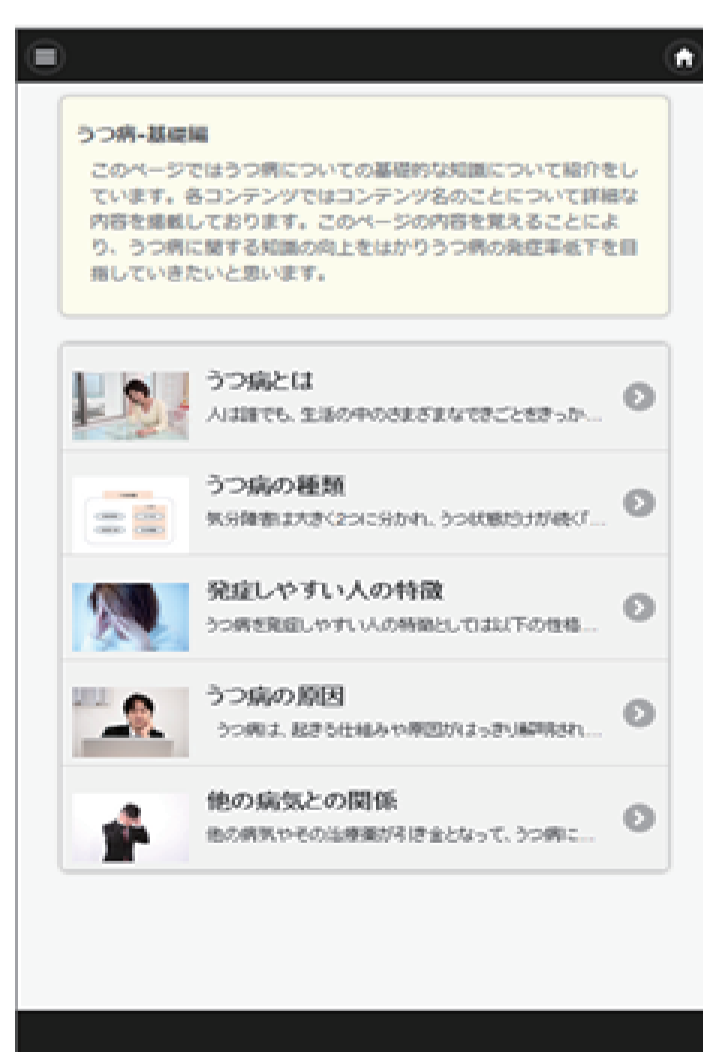 うつ病-基礎編
このページではうつ病についての基礎的な知識について紹介をし
ています。各コンテンツではコンテンツ名のことについて詳細な
内容を掲載しております。このページの内容を覚えることによ
り、うつ病に関する知識の向上をはかりうつ病の発症率低下を目
指していきたいと思います。
うつ病とは
人は誰でも、生活の中のさまざまなできごとをきっか...
うつ病の種類
気分障害は大きく2つに分かれ、うつ状態だけが続く「...
発症しやすい人の特徴
うつ病を発症しやすい人の特徴としては以下の性格...
うつ病の原因
うつ病は、起きる仕組みや原因がはっきり解明され...
他の病気との関係
他の病気やその治療薬が引き金となって、うつ病に...